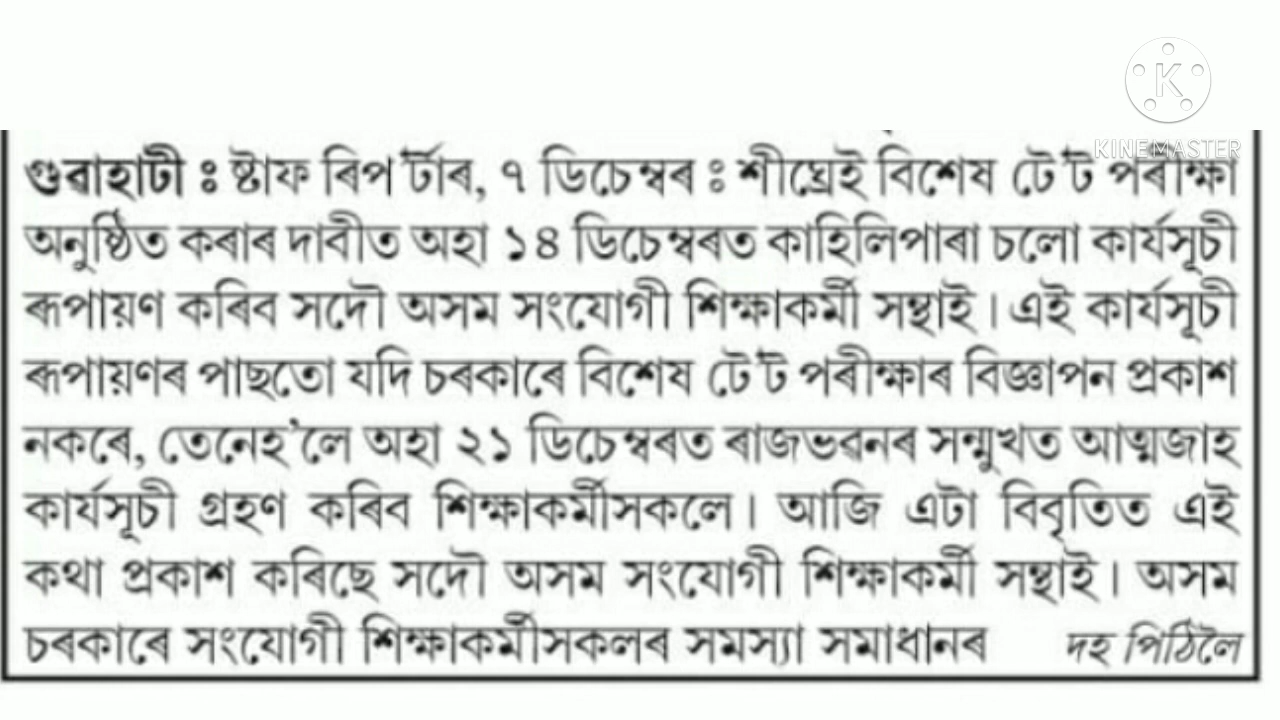 KINEMASTER
গুৱাহাটী ঃ ষ্টাফ ৰিপ'ৰ্টাৰ, ৭ ডিচেম্বৰ ঃ শীঘ্ৰেই বিশেষ টে'ট পৰীক্ষা
অনুষ্ঠিত কৰাৰ দাবীত অহা ১৪ ডিচেম্বৰত কাহিলিপাৰা চলো কাৰ্যসূচী
ৰূপায়ণ কৰিব সদৌ অসম সংযোগী শিক্ষাকৰ্মী সন্থাই। এই কাৰ্যসূচী
ৰূপায়ণৰ পাছতো যদি চৰকাৰে বিশেষ টে'ট পৰীক্ষাৰ বিজ্ঞাপন প্ৰকাশ
নকৰে, তেনেহ'লে অহা ২১ ডিচেম্বৰত ৰাজভৱনৰ সন্মুখত আত্মজাহ
কাৰ্যসূচী গ্ৰহণ কৰিব শিক্ষাকৰ্মীসকলে। আজি এটা বিবৃতিত এই
কথা প্ৰকাশ কৰিছে সদৌ অসম সংযোগী শিক্ষাকৰ্মী সন্থাই। অসম
চৰকাৰে সংযোগী শিক্ষাকৰ্মীসকলৰ সমস্যা সমাধানৰ দহ পিঠিলৈ